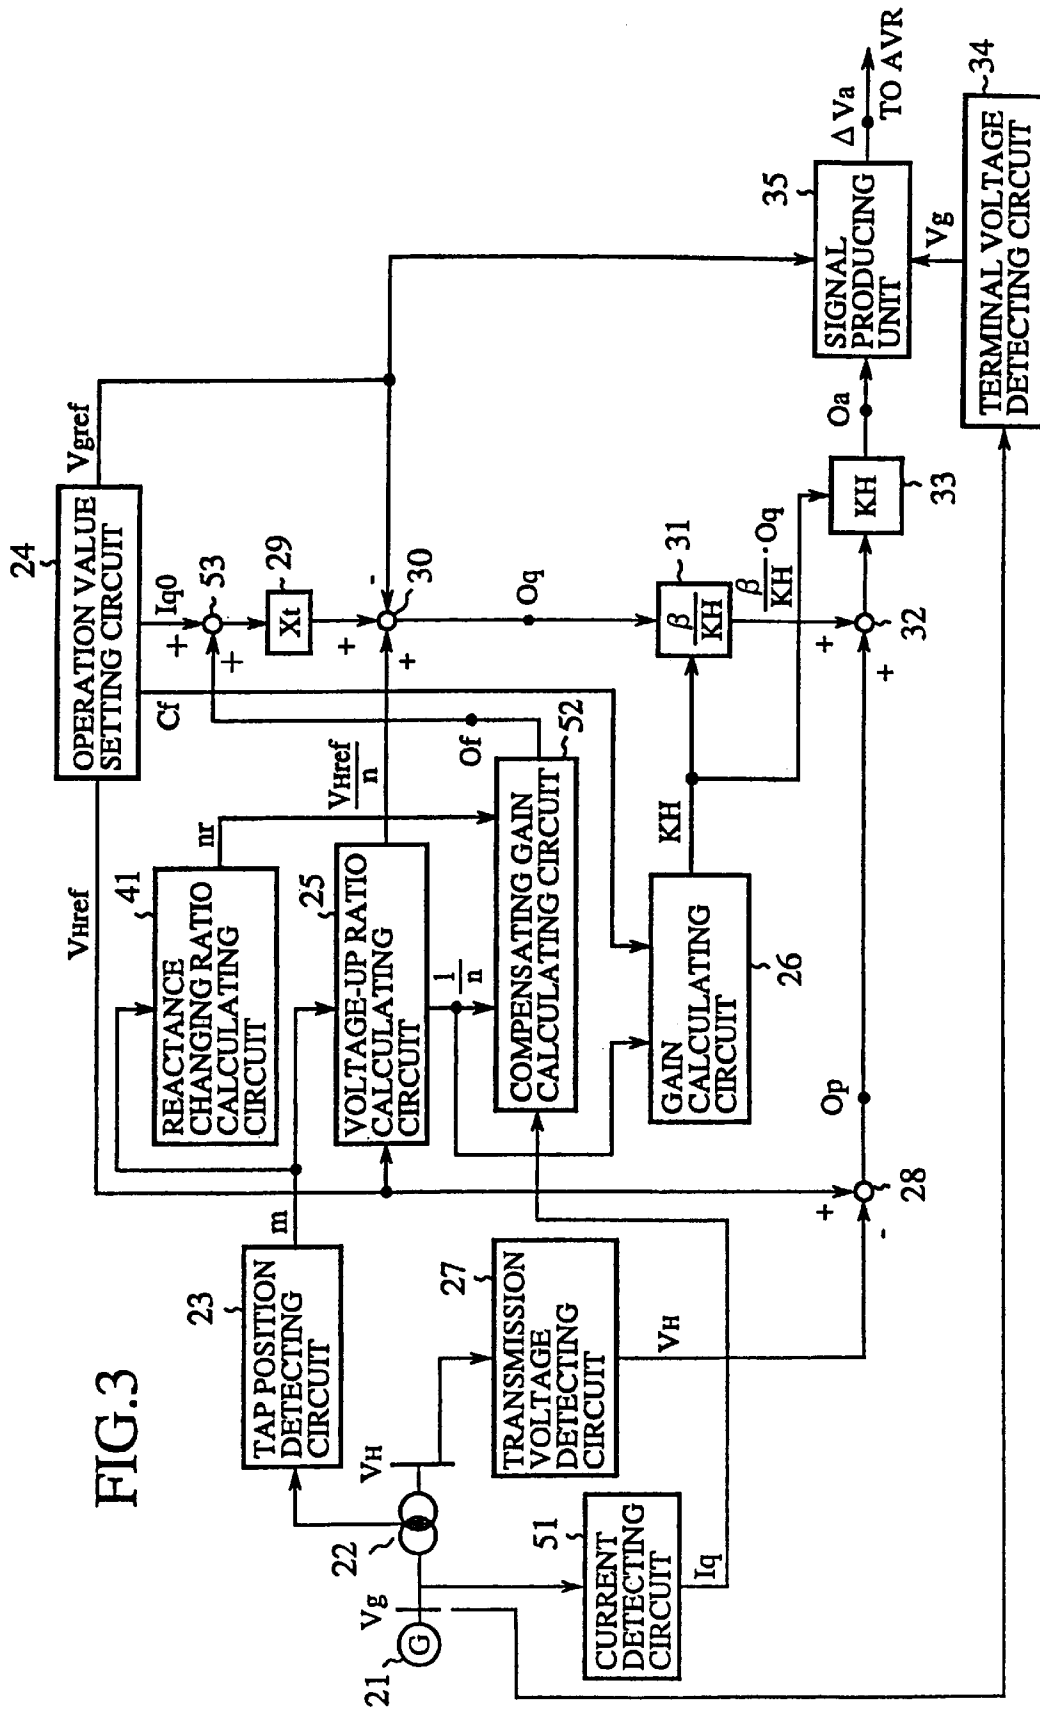 FIG.3
24
OPERATION VALUE
SETTING CIRCUIT
VHref
Vgref
Cf
Iq0
+
+
53
29
Xt
+
+
-
30
41
REACTANCE
CHANGING RATIO
CALCULATING
CIRCUIT
nr
23
TAP POSITION
DETECTING
CIRCUIT
m
25
VOLTAGE-UP RATIO
CALCULATING
CIRCUIT
VHref
n
1
n
Of
52
COMPENSATING GAIN
CALCULATING CIRCUIT
Oq
31
β
KH
β
KH
·Oq
KH
GAIN
CALCULATING
CIRCUIT
26
27
TRANSMISSION
VOLTAGE
DETECTING
CIRCUIT
VH
21
G
Vg
22
VH
51
CURRENT
DETECTING
CIRCUIT
Iq
+
-
28
Op
+
+
32
KH
33
Oa
35
SIGNAL
PRODUCING
UNIT
Δ Va
TO AVR
Vg
34
TERMINAL VOLTAGE
DETECTING CIRCUIT